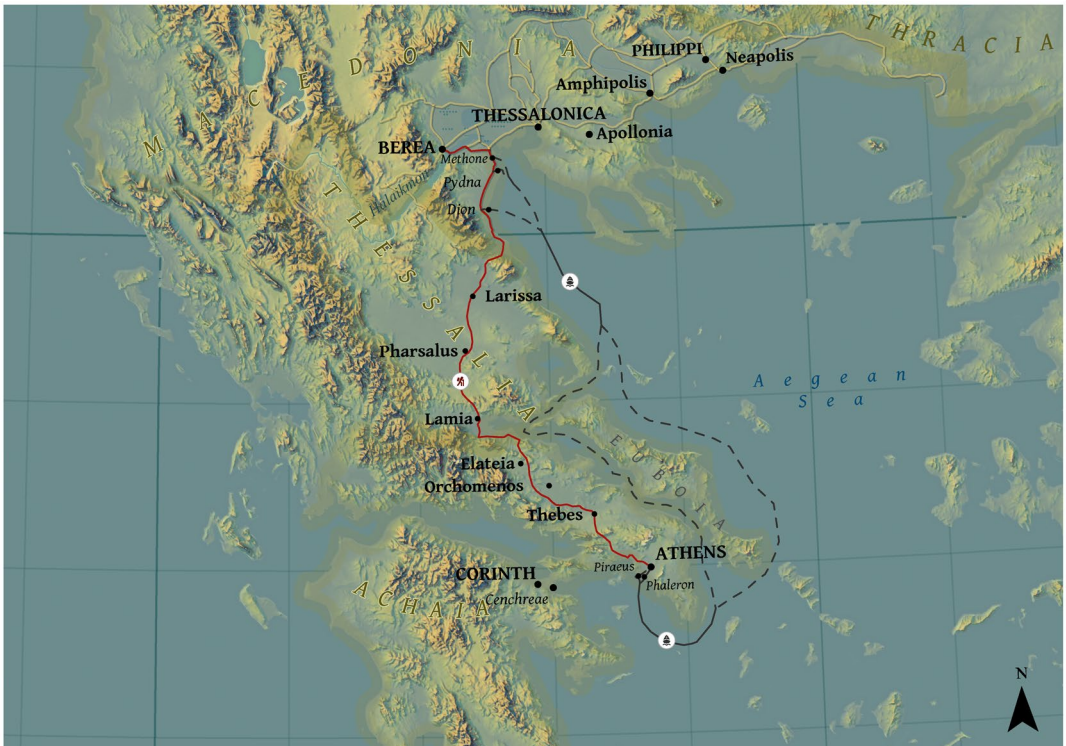 THRACIA
MACEDONIA
PHILIPPI
Neapolis
Amphipolis
THESSALONICA
Apollonia
BEREA
Methone
Haliakmon
Pydna
Dion
THESSALIA
Larissa
Pharsalus
Aegean
Sea
Lamia
EUBOIA
Elateia
Orchomenos
Thebes
ATHENS
Piraeus
Phaleron
CORINTH
Cenchreae
ACHAIA
N